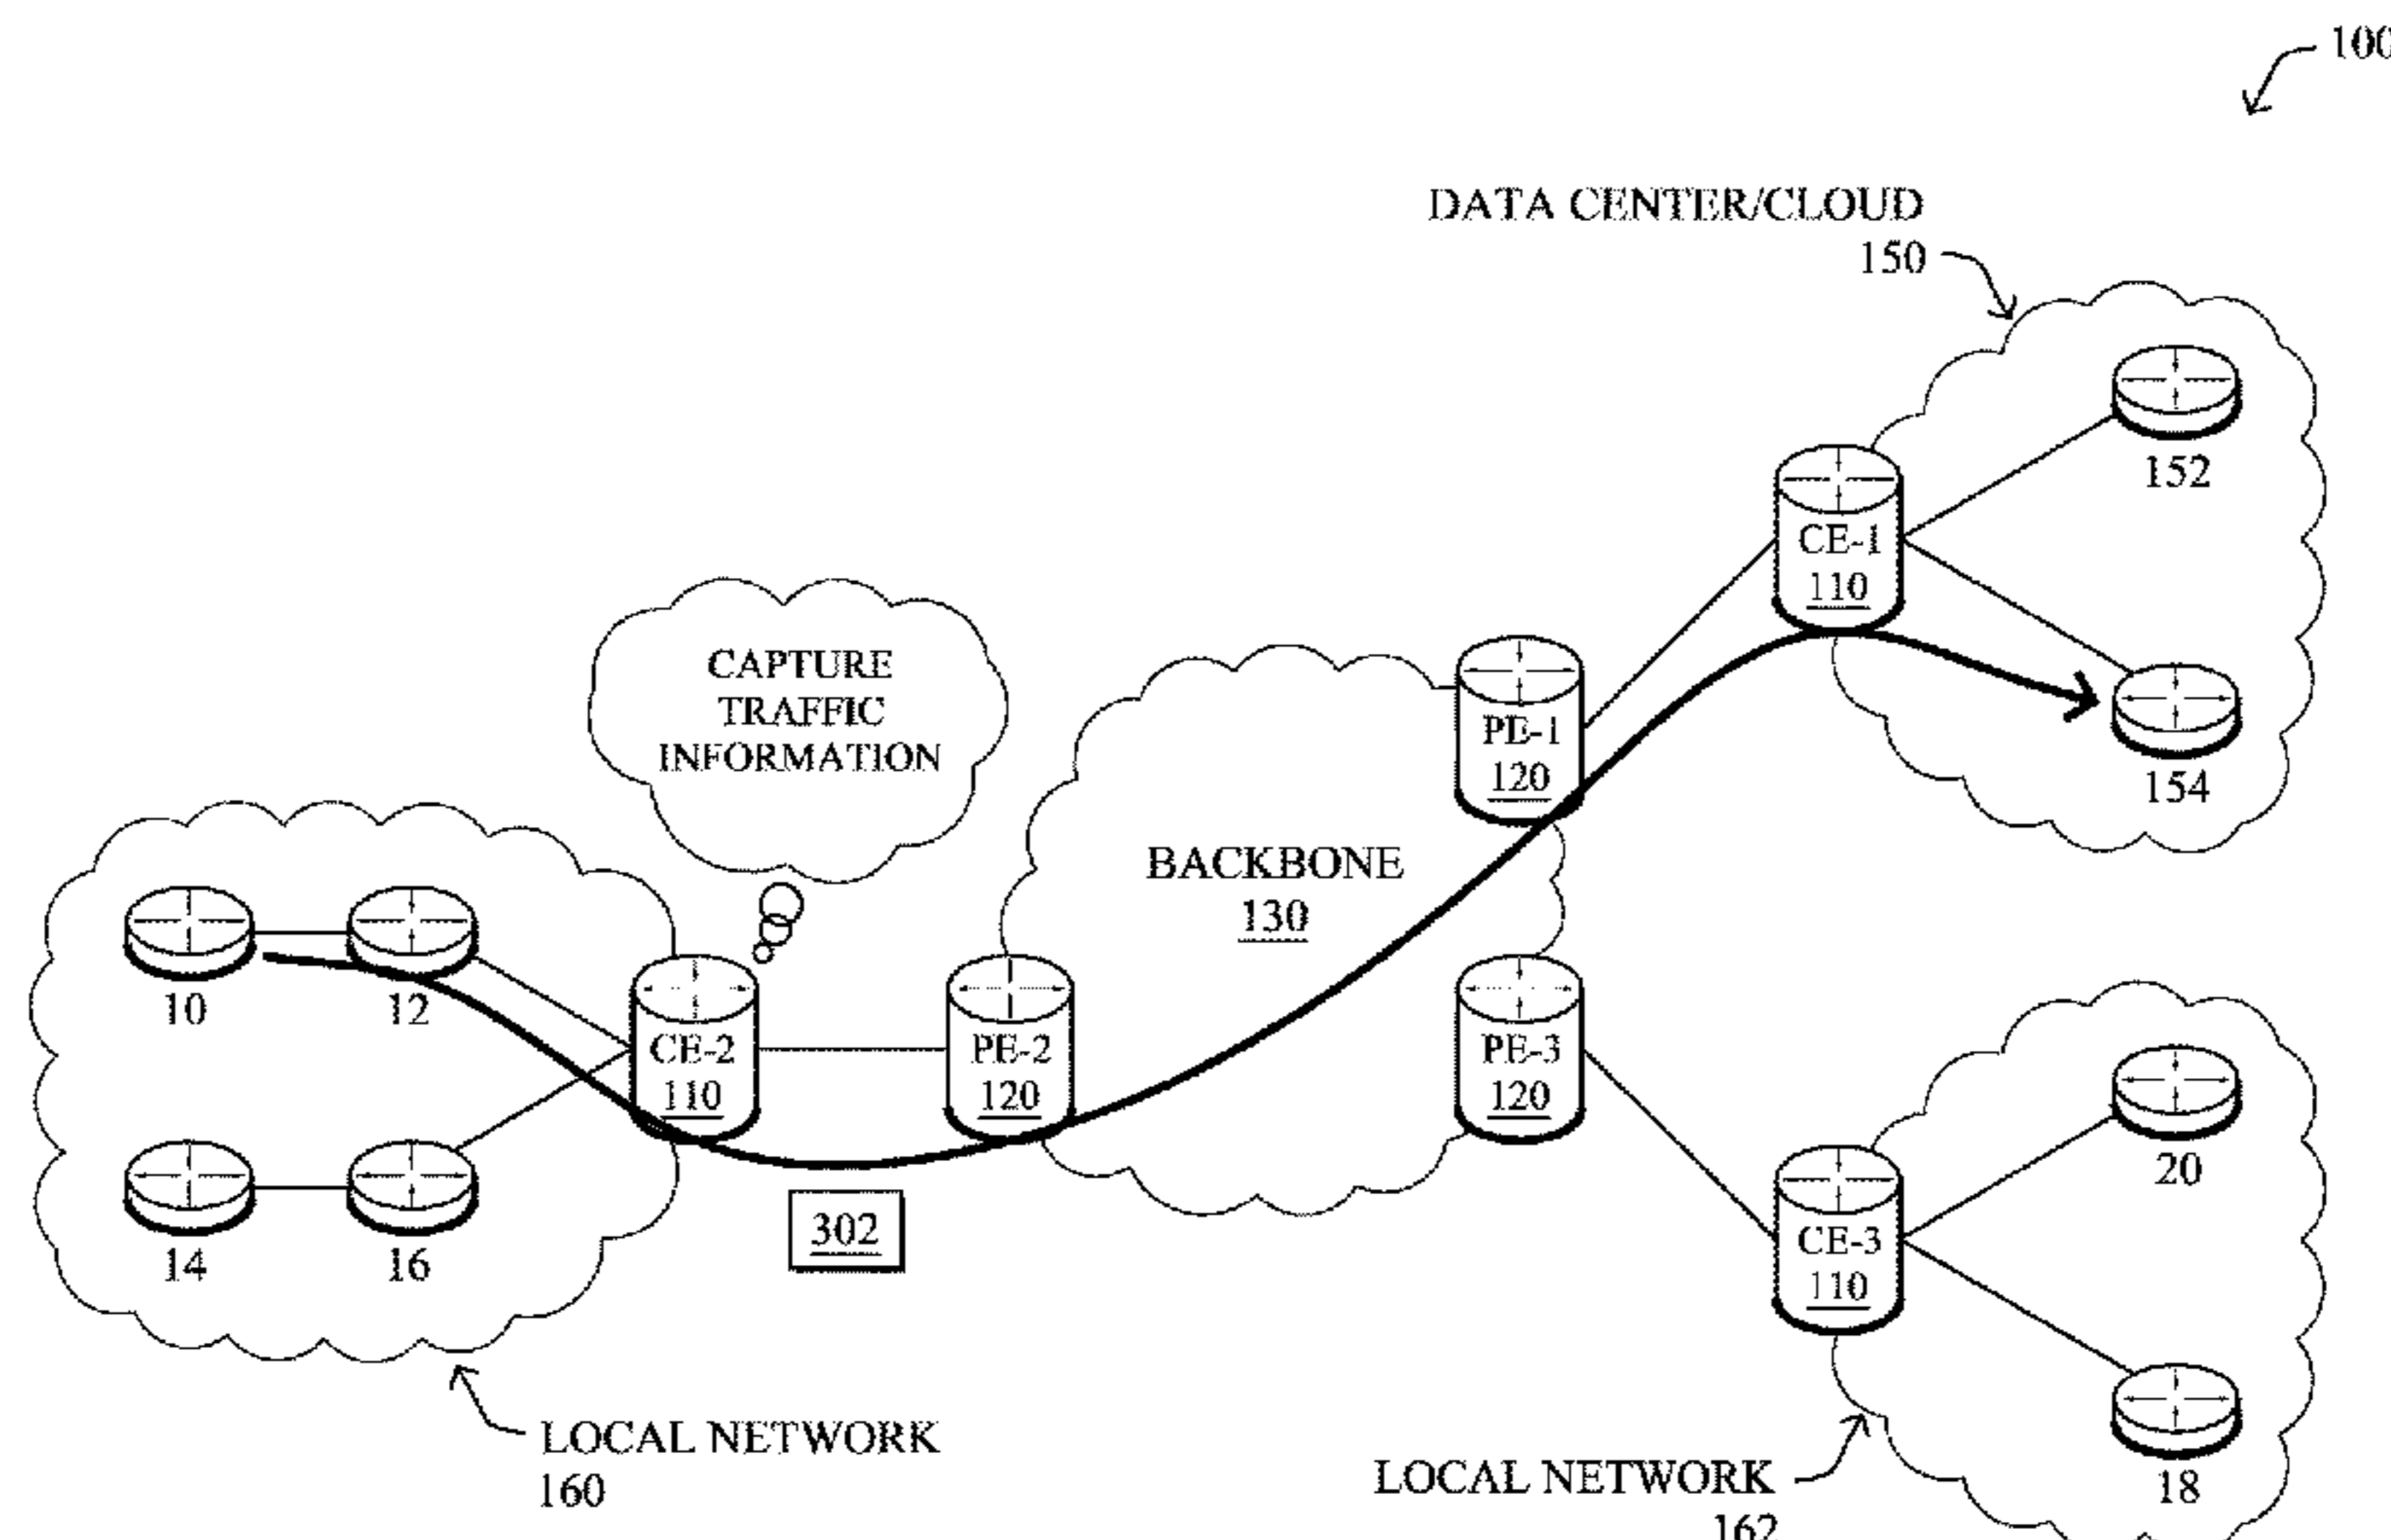 100
DATA CENTER/CLOUD
150
152
CE-1
110
CAPTURE
TRAFFIC
INFORMATION
PE-1
120
154
BACKBONE
130
10
12
CE-2
110
PE-2
120
PE-3
120
14
16
302
20
CE-3
110
LOCAL NETWORK
160
LOCAL NETWORK
162
18